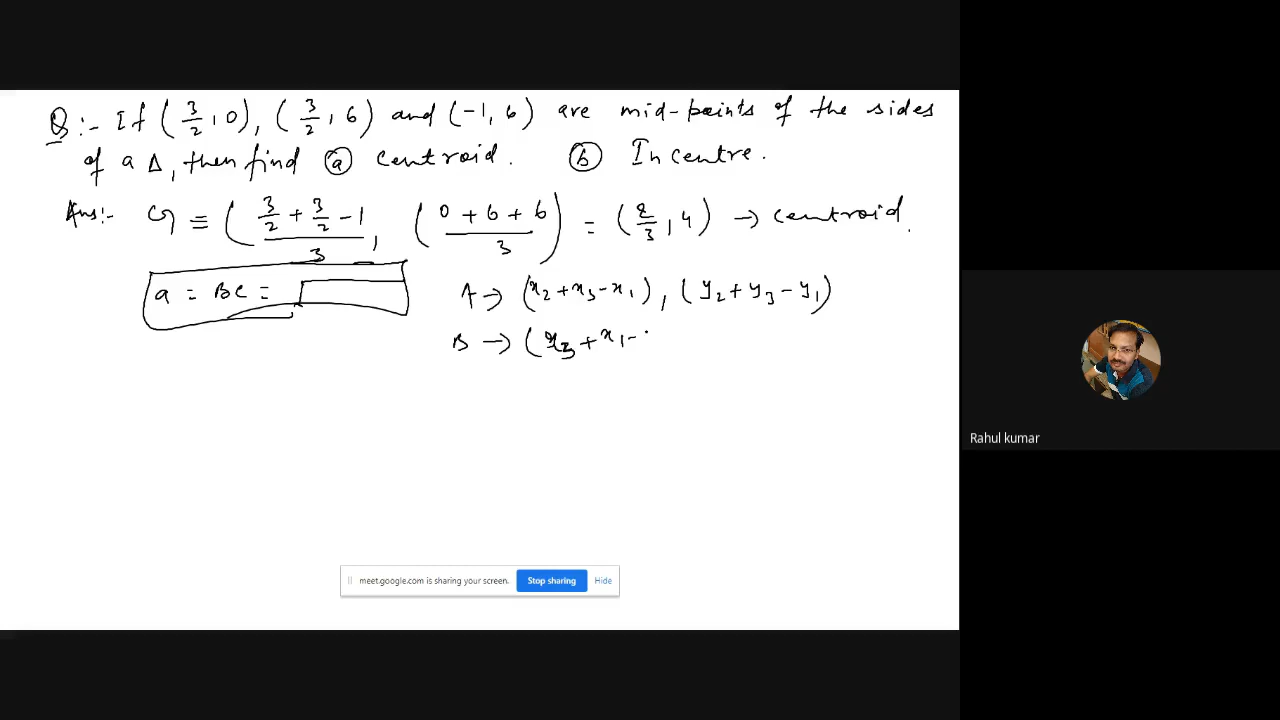 Q:- If (3/2, 0), (3/2, 6) and (-1, 6) are mid-points of the sides
of a Δ, then find ⓐ centroid. ⓑ Incentre.
Ans:- G ≡ ( (3/2 + 3/2 - 1)/3, (0 + 6 + 6)/3 ) = (2/3, 4) → centroid.
a = BC = √
A → (x₂ + x₃ - x₁), (y₂ + y₃ - y₁)
B → (x₃ + x₁ -
Rahul kumar
meet.google.com is sharing your screen. Stop sharing Hide